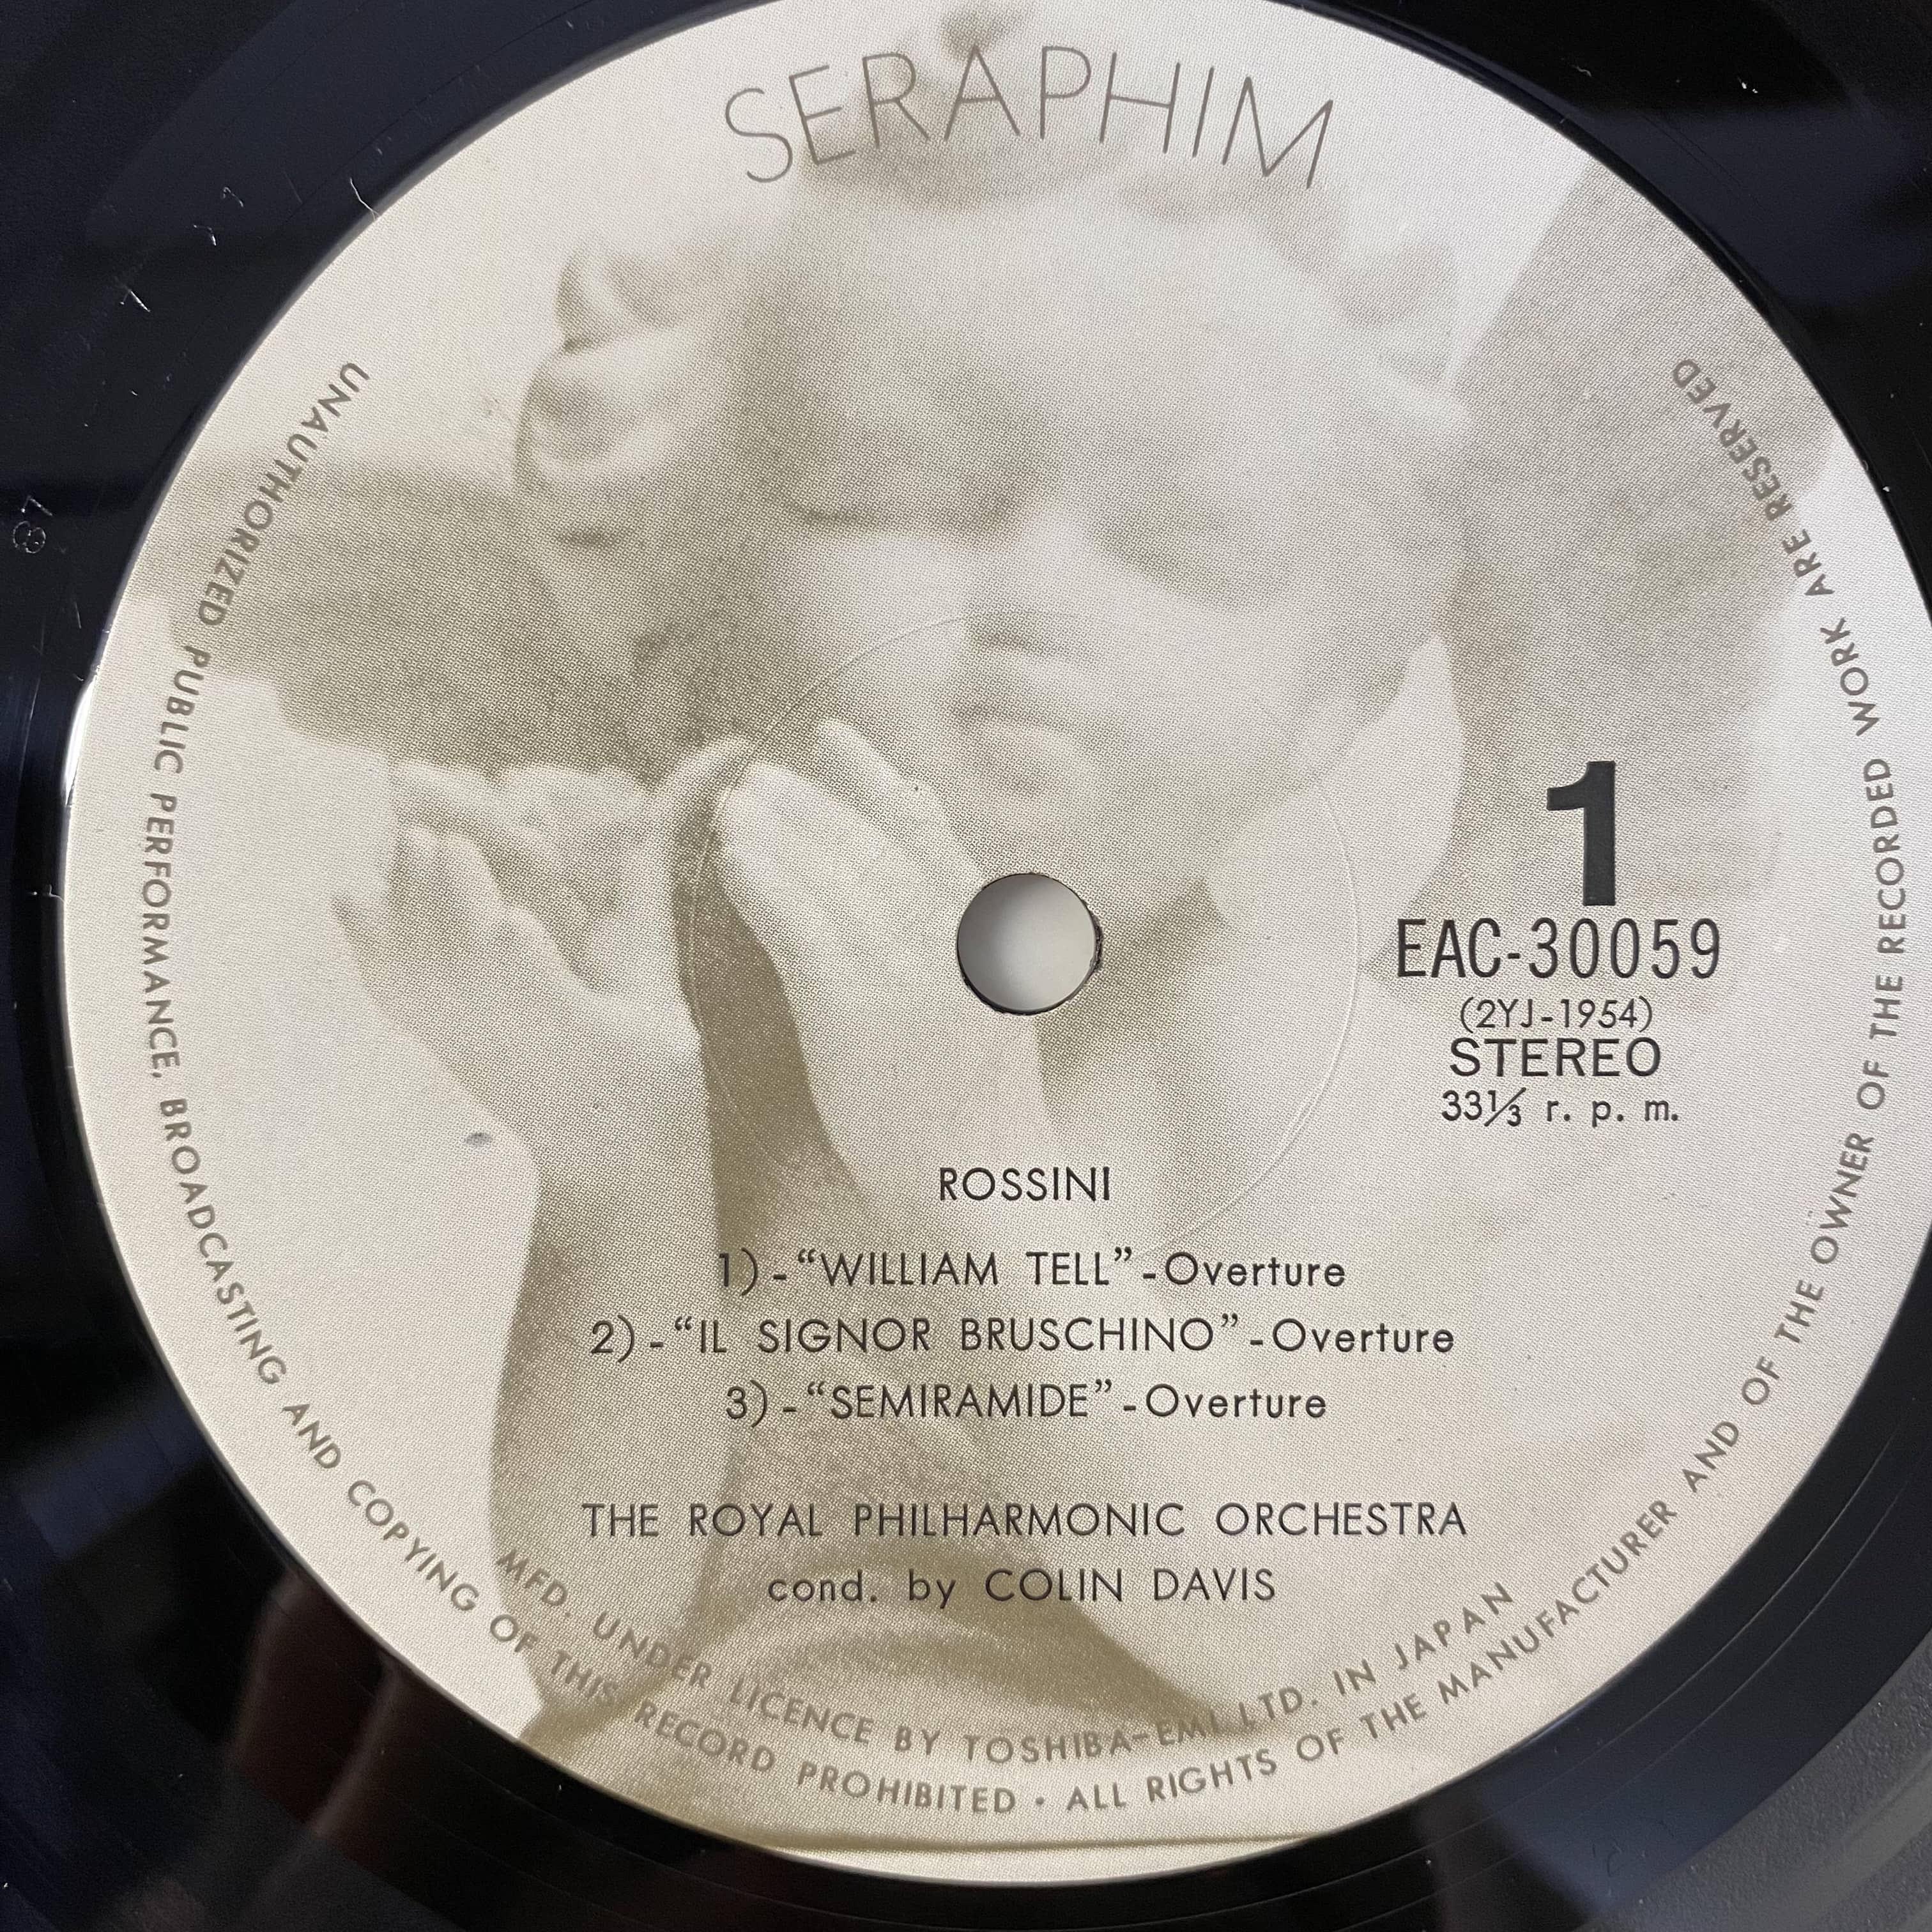 SERAPHIM
1
EAC-30059
(2YJ-1954)
STEREO
33⅓ r. p. m.
ROSSINI
1)-“WILLIAM TELL”-Overture
2)-“IL SIGNOR BRUSCHINO”-Overture
3)-“SEMIRAMIDE”-Overture
THE ROYAL PHILHARMONIC ORCHESTRA
cond. by COLIN DAVIS
MFD. UNDER LICENCE BY TOSHIBA-EMI LTD. IN JAPAN
UNAUTHORIZED PUBLIC PERFORMANCE, BROADCASTING AND COPYING OF THIS RECORD PROHIBITED · ALL RIGHTS OF THE MANUFACTURER AND OF THE OWNER OF THE RECORDED WORK ARE RESERVED